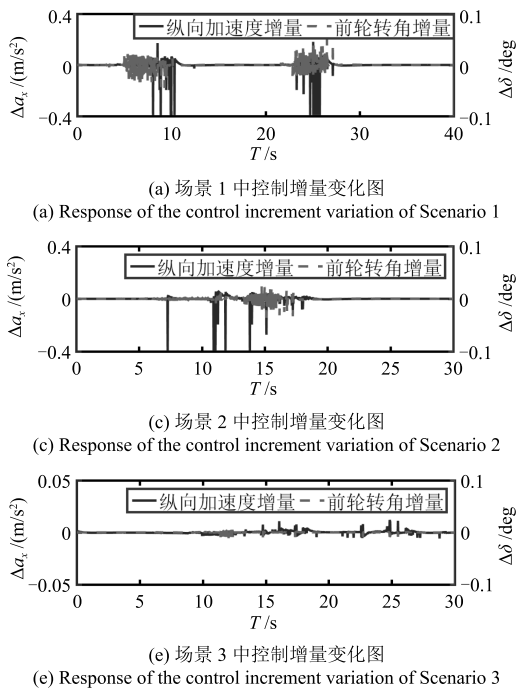 0.4
0.1
纵向加速度增量 前轮转角增量
Δaₓ /(m/s²)
0
0
Δδ /deg
−0.4
−0.1
0 10 20 30 40
T /s
(a) 场景 1 中控制增量变化图
(a) Response of the control increment variation of Scenario 1
0.4
0.1
纵向加速度增量 前轮转角增量
Δaₓ /(m/s²)
0
0
Δδ /deg
−0.4
−0.1
0 5 10 15 20 25 30
T /s
(c) 场景 2 中控制增量变化图
(c) Response of the control increment variation of Scenario 2
0.05
0.1
纵向加速度增量 前轮转角增量
Δaₓ /(m/s²)
0
0
Δδ /deg
−0.05
−0.1
0 5 10 15 20 25 30
T /s
(e) 场景 3 中控制增量变化图
(e) Response of the control increment variation of Scenario 3